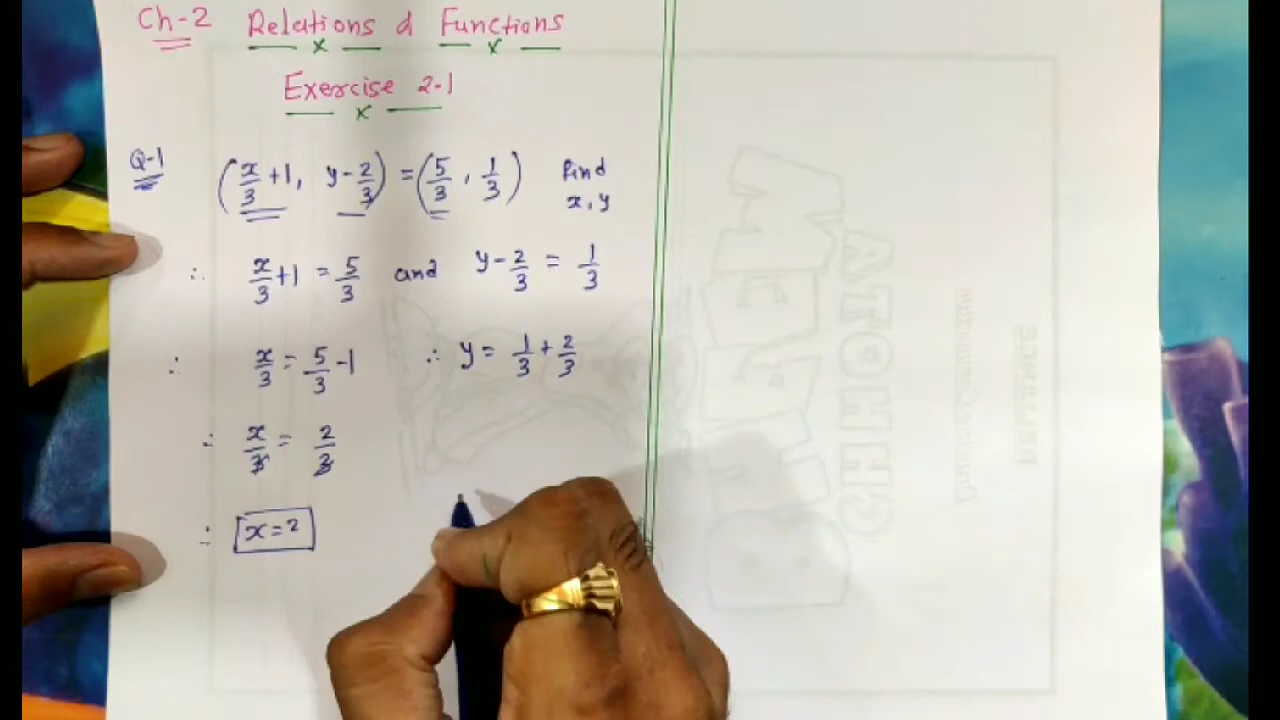 Ch-2 Relations & Functions
Exercise 2.1
Q-1 (x/3 + 1, y - 2/3) = (5/3, 1/3) Find x, y
∴ x/3 + 1 = 5/3 and y - 2/3 = 1/3
∴ x/3 = 5/3 - 1 ∴ y = 1/3 + 2/3
∴ x/3 = 2/3
∴ x = 2